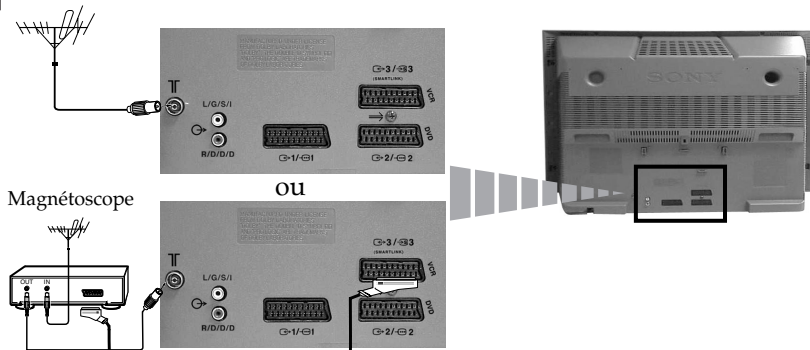 3/ 3
(SMARTLINK)
VCR
L/G/S/I
R/D/D/D
1/ 1
2/ 2
DVD
SONY
ou
Magnétoscope
OUT IN
3/ 3
(SMARTLINK)
VCR
L/G/S/I
R/D/D/D
1/ 1
2/ 2
DVD